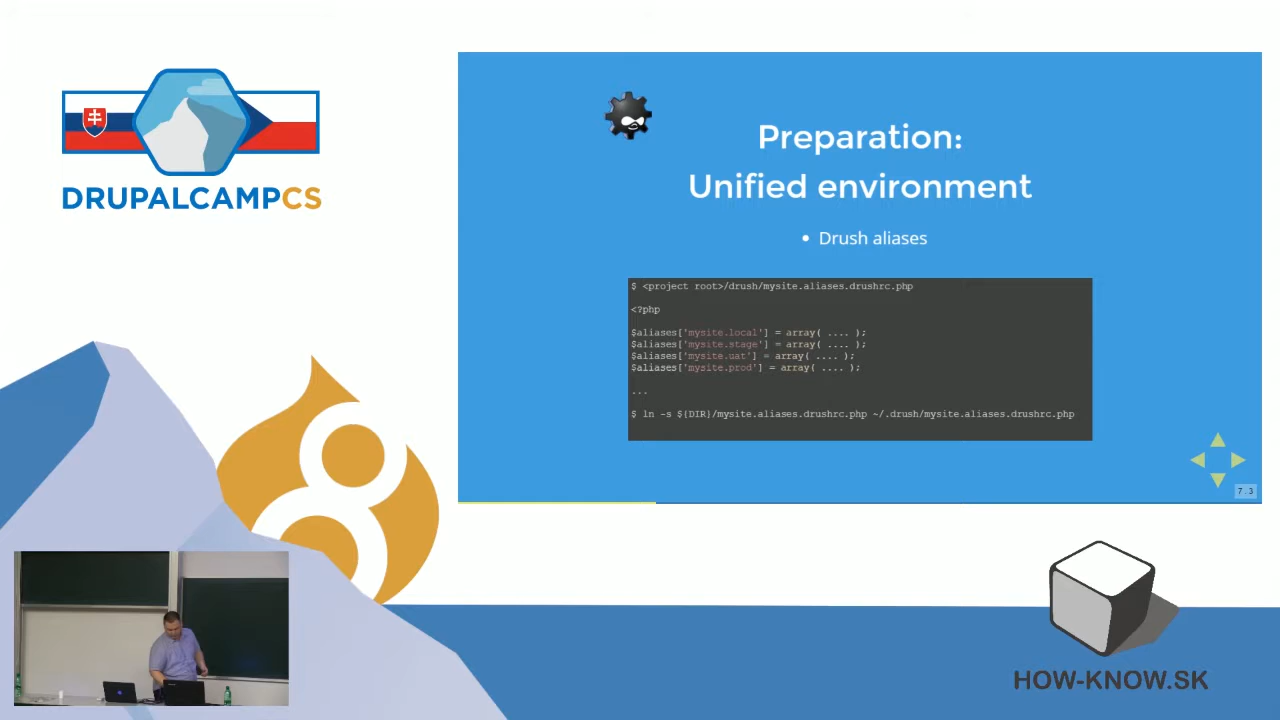 DRUPALCAMPCS
Preparation:
Unified environment
• Drush aliases
$ <project root>/drush/mysite.aliases.drushrc.php
<?php
$aliases['mysite.local'] = array( .... );
$aliases['mysite.stage'] = array( .... );
$aliases['mysite.uat'] = array( .... );
$aliases['mysite.prod'] = array( .... );
...
$ ln -s ${DIR}/mysite.aliases.drushrc.php ~/.drush/mysite.aliases.drushrc.php
7.3
8
HOW-KNOW.SK